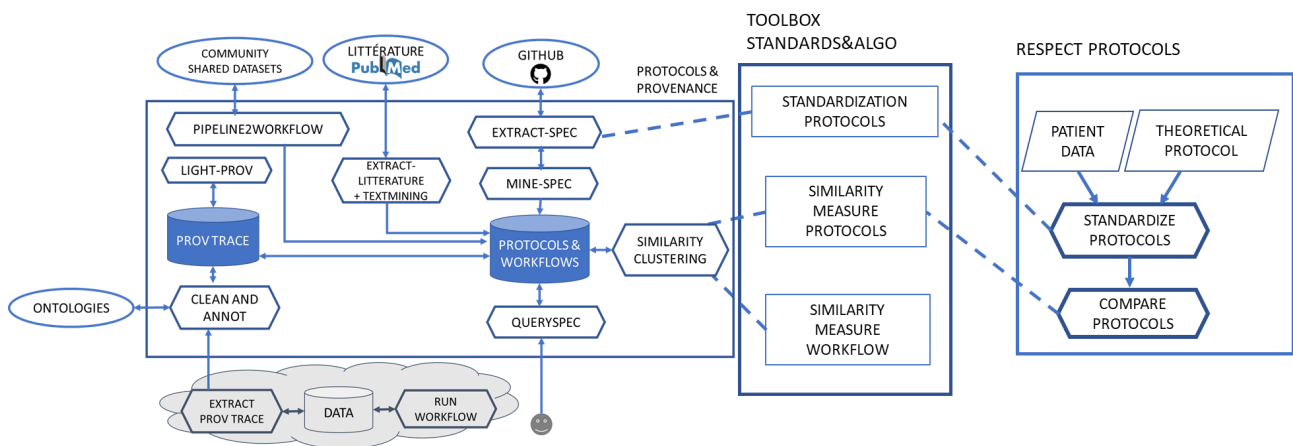 TOOLBOX
STANDARDS&ALGO
RESPECT PROTOCOLS
COMMUNITY
SHARED DATASETS
LITTÉRATURE
PubMed
GITHUB
PROTOCOLS &
PROVENANCE
PIPELINE2WORKFLOW
EXTRACT-SPEC
LIGHT-PROV
EXTRACT-
LITTERATURE
+ TEXTMINING
MINE-SPEC
PROV TRACE
PROTOCOLS &
WORKFLOWS
SIMILARITY
CLUSTERING
ONTOLOGIES
CLEAN AND
ANNOT
QUERYSPEC
EXTRACT
PROV TRACE
DATA
RUN
WORKFLOW
STANDARDIZATION
PROTOCOLS
SIMILARITY
MEASURE
PROTOCOLS
SIMILARITY
MEASURE
WORKFLOW
PATIENT
DATA
THEORETICAL
PROTOCOL
STANDARDIZE
PROTOCOLS
COMPARE
PROTOCOLS